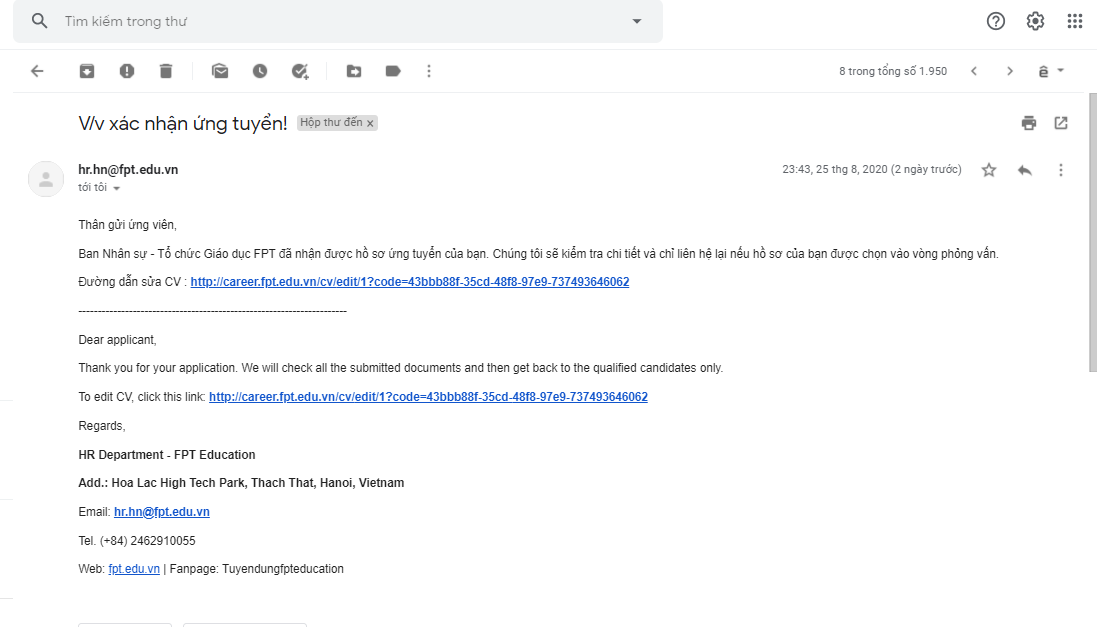 Tìm kiếm trong thư
8 trong tổng số 1.950
V/v xác nhận ứng tuyển! Hộp thư đến x
hr.hn@fpt.edu.vn 23:43, 25 thg 8, 2020 (2 ngày trước)
tới tôi
Thân gửi ứng viên,
Ban Nhân sự - Tổ chức Giáo dục FPT đã nhận được hồ sơ ứng tuyển của bạn. Chúng tôi sẽ kiểm tra chi tiết và chỉ liên hệ lại nếu hồ sơ của bạn được chọn vào vòng phỏng vấn.
Đường dẫn sửa CV : http://career.fpt.edu.vn/cv/edit/1?code=43bbb88f-35cd-48f8-97e9-737493646062
--------------------------------------------------------------------
Dear applicant,
Thank you for your application. We will check all the submitted documents and then get back to the qualified candidates only.
To edit CV, click this link: http://career.fpt.edu.vn/cv/edit/1?code=43bbb88f-35cd-48f8-97e9-737493646062
Regards,
HR Department - FPT Education
Add.: Hoa Lac High Tech Park, Thach That, Hanoi, Vietnam
Email: hr.hn@fpt.edu.vn
Tel. (+84) 2462910055
Web: fpt.edu.vn | Fanpage: Tuyendungfpteducation